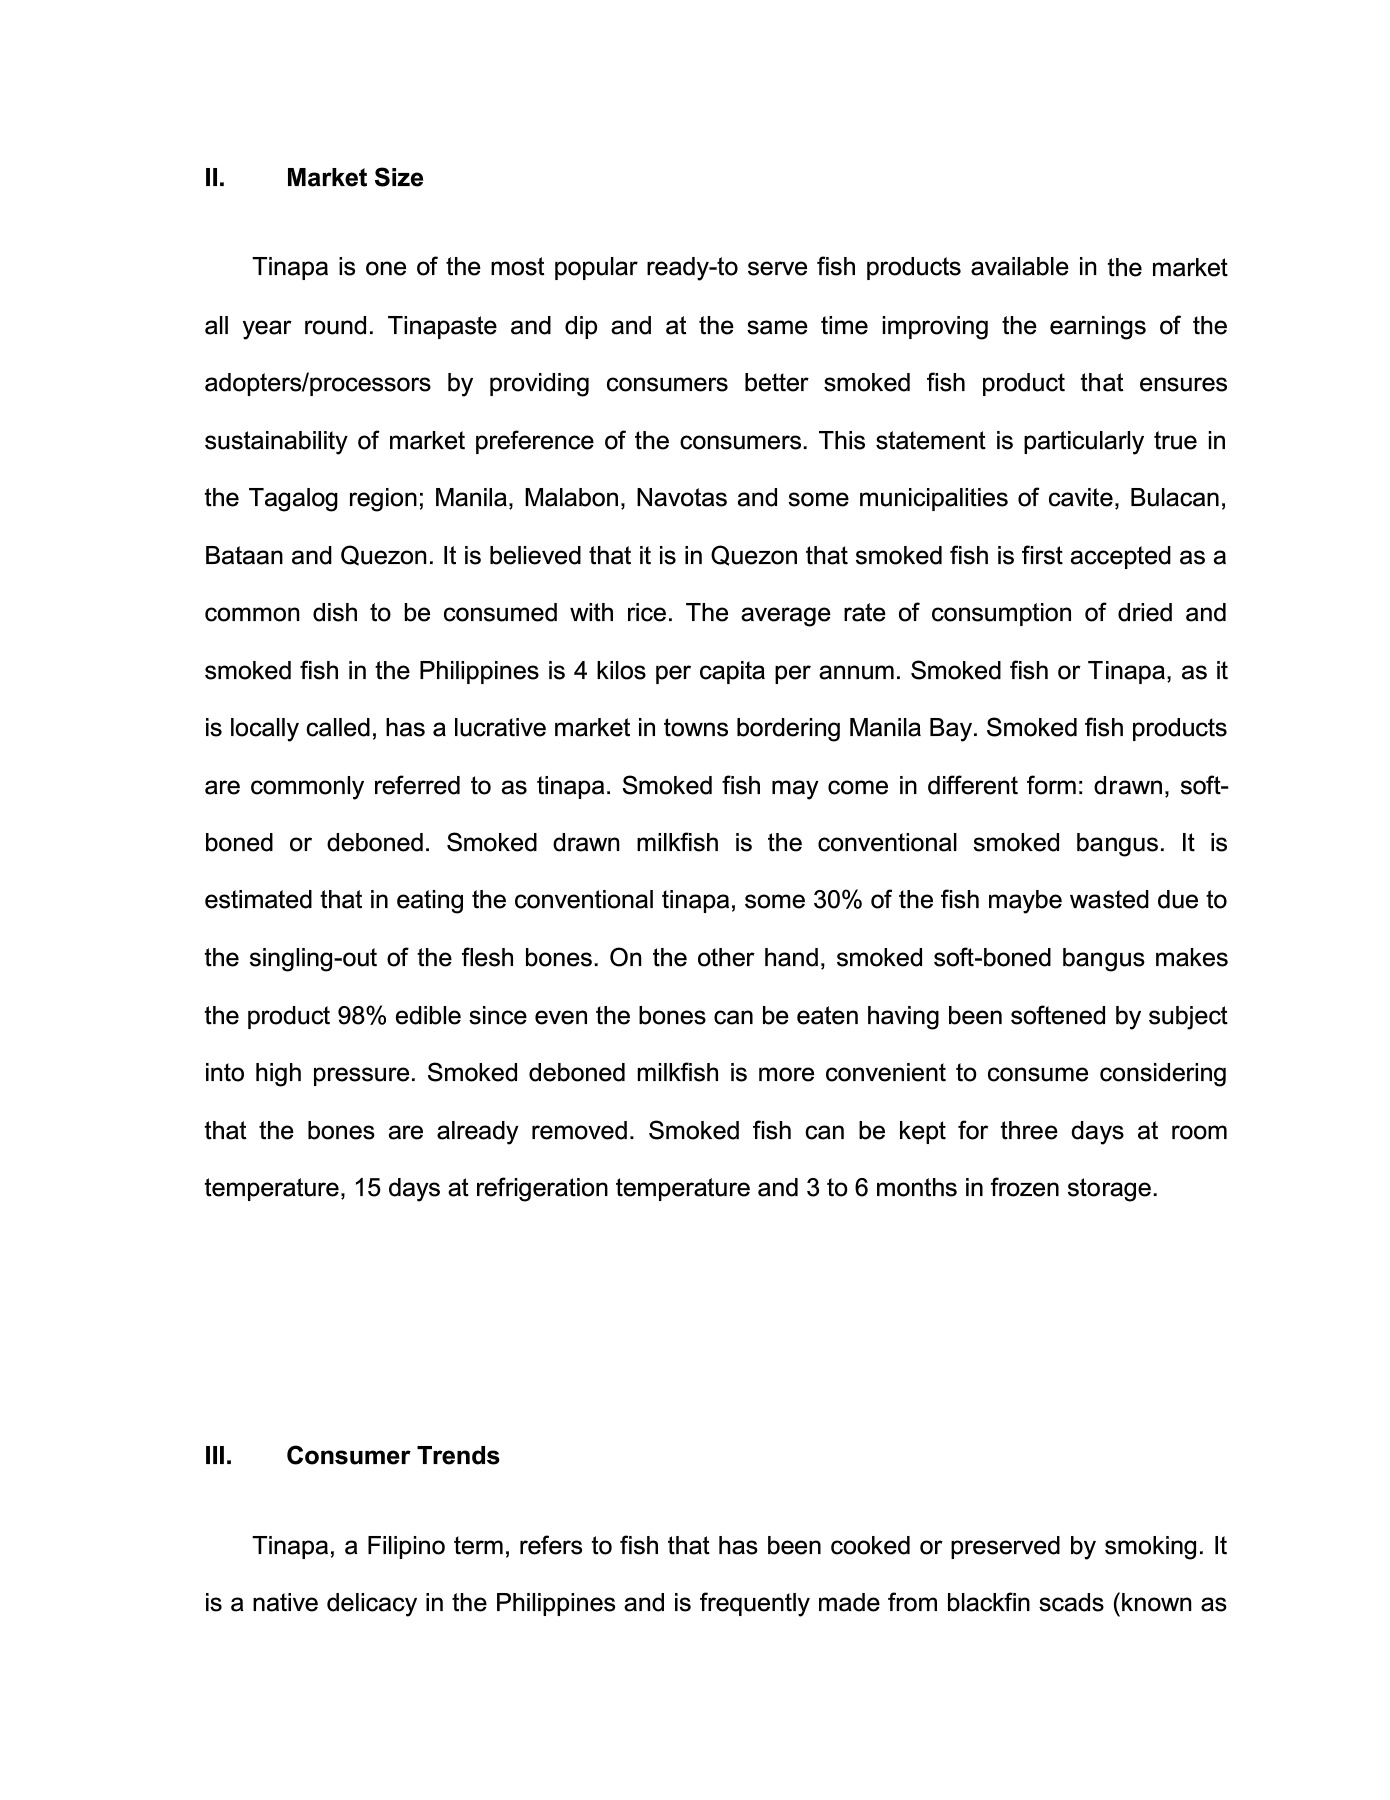 II. Market Size
Tinapa is one of the most popular ready-to serve fish products available in the market
all year round. Tinapaste and dip and at the same time improving the earnings of the
adopters/processors by providing consumers better smoked fish product that ensures
sustainability of market preference of the consumers. This statement is particularly true in
the Tagalog region; Manila, Malabon, Navotas and some municipalities of cavite, Bulacan,
Bataan and Quezon. It is believed that it is in Quezon that smoked fish is first accepted as a
common dish to be consumed with rice. The average rate of consumption of dried and
smoked fish in the Philippines is 4 kilos per capita per annum. Smoked fish or Tinapa, as it
is locally called, has a lucrative market in towns bordering Manila Bay. Smoked fish products
are commonly referred to as tinapa. Smoked fish may come in different form: drawn, soft-
boned or deboned. Smoked drawn milkfish is the conventional smoked bangus. It is
estimated that in eating the conventional tinapa, some 30% of the fish maybe wasted due to
the singling-out of the flesh bones. On the other hand, smoked soft-boned bangus makes
the product 98% edible since even the bones can be eaten having been softened by subject
into high pressure. Smoked deboned milkfish is more convenient to consume considering
that the bones are already removed. Smoked fish can be kept for three days at room
temperature, 15 days at refrigeration temperature and 3 to 6 months in frozen storage.
III. Consumer Trends
Tinapa, a Filipino term, refers to fish that has been cooked or preserved by smoking. It
is a native delicacy in the Philippines and is frequently made from blackfin scads (known as